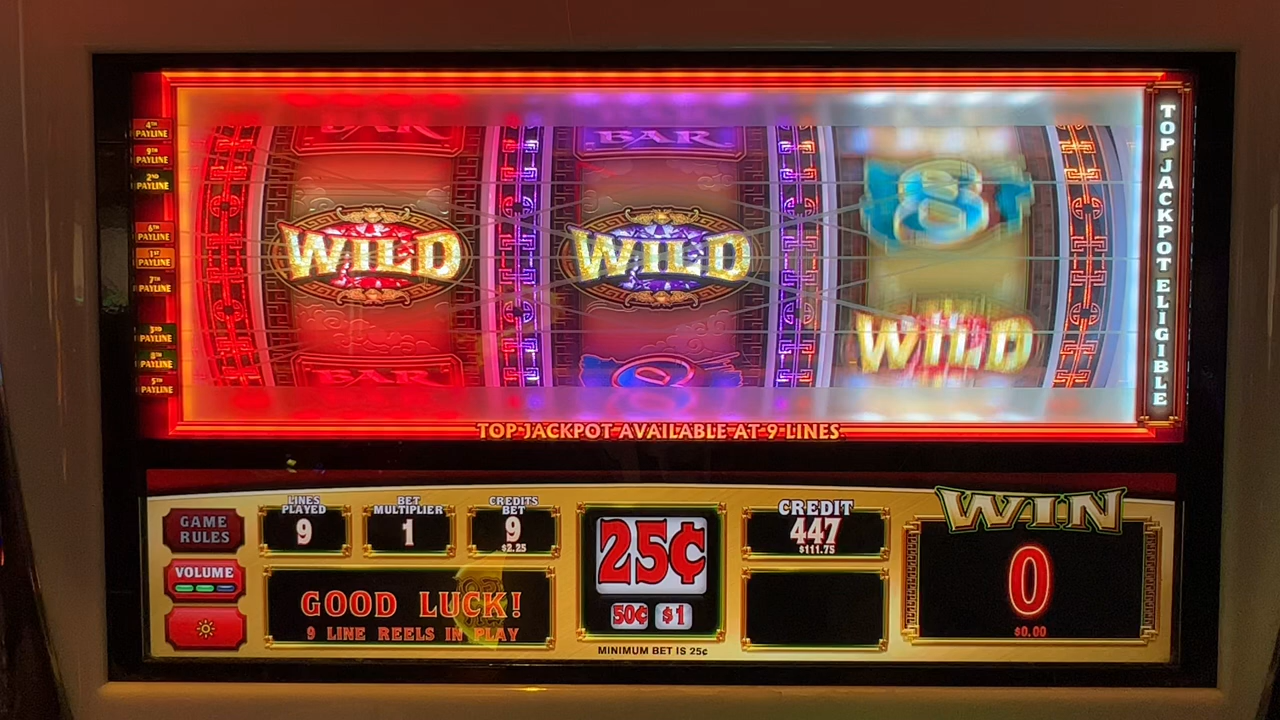 4TH PAYLINE
9TH PAYLINE
2ND PAYLINE
6TH PAYLINE
1ST PAYLINE
7TH PAYLINE
3RD PAYLINE
8TH PAYLINE
5TH PAYLINE
BAR
BAR
8
WILD
WILD
WILD
BAR
8
TOP JACKPOT ELIGIBLE
TOP JACKPOT AVAILABLE AT 9 LINES
GAME
RULES
VOLUME
LINES
PLAYED
9
BET
MULTIPLIER
1
CREDITS
BET
9
$2.25
GOOD LUCK!
9 LINE REELS IN PLAY
25¢
50¢ $1
MINIMUM BET IS 25¢
CREDIT
447
$111.75
WIN
0
$0.00